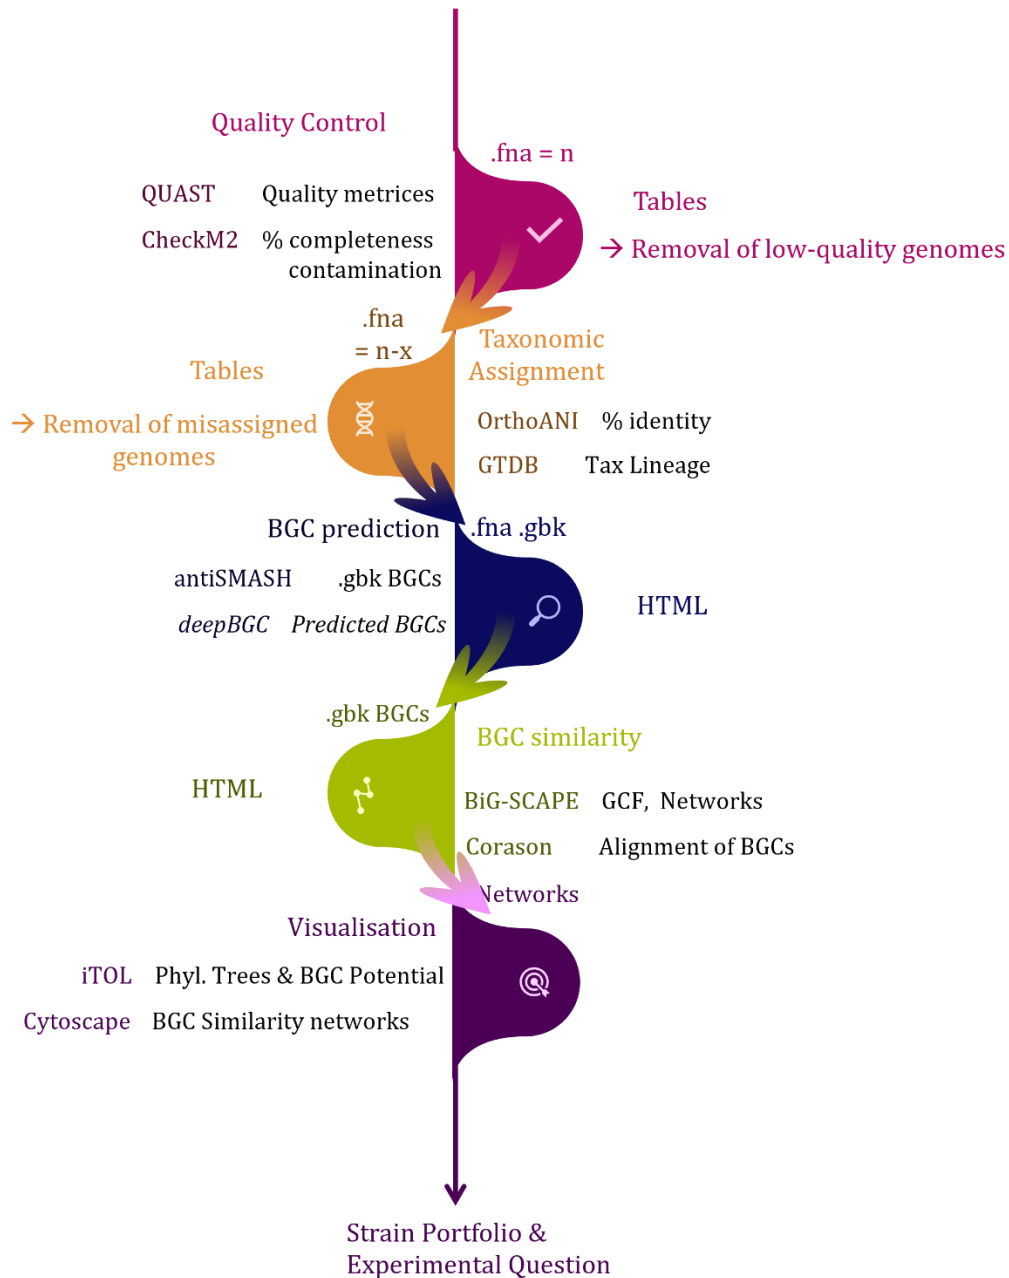 Quality Control
.fna = n
QUAST Quality metrices
CheckM2 % completeness
contamination
Tables
→ Removal of low-quality genomes
.fna
= n-x
Taxonomic
Assignment
Tables
→ Removal of misassigned
genomes
OrthoANI % identity
GTDB Tax Lineage
BGC prediction
.fna .gbk
antiSMASH .gbk BGCs
deepBGC Predicted BGCs
HTML
.gbk BGCs
BGC similarity
HTML
BiG-SCAPE GCF, Networks
Corason Alignment of BGCs
Networks
Visualisation
iTOL Phyl. Trees & BGC Potential
Cytoscape BGC Similarity networks
Strain Portfolio &
Experimental Question